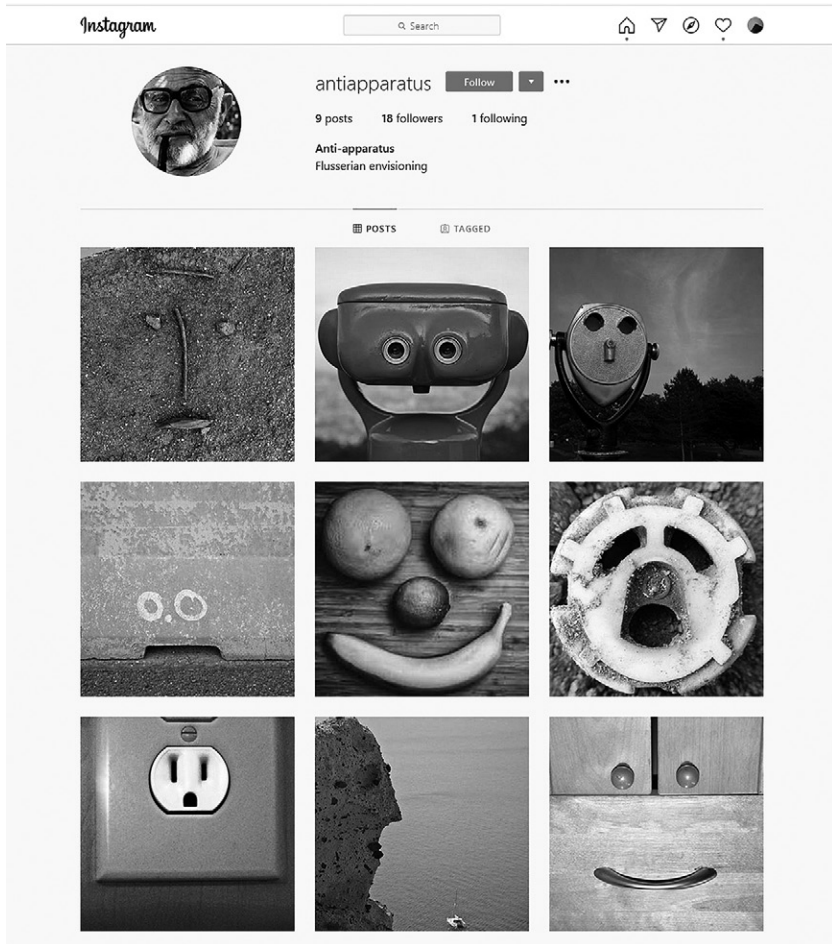 Instagram
Search
antiapparatus Follow
9 posts 18 followers 1 following
Anti-apparatus
Flusserian envisioning
POSTS TAGGED
o.o